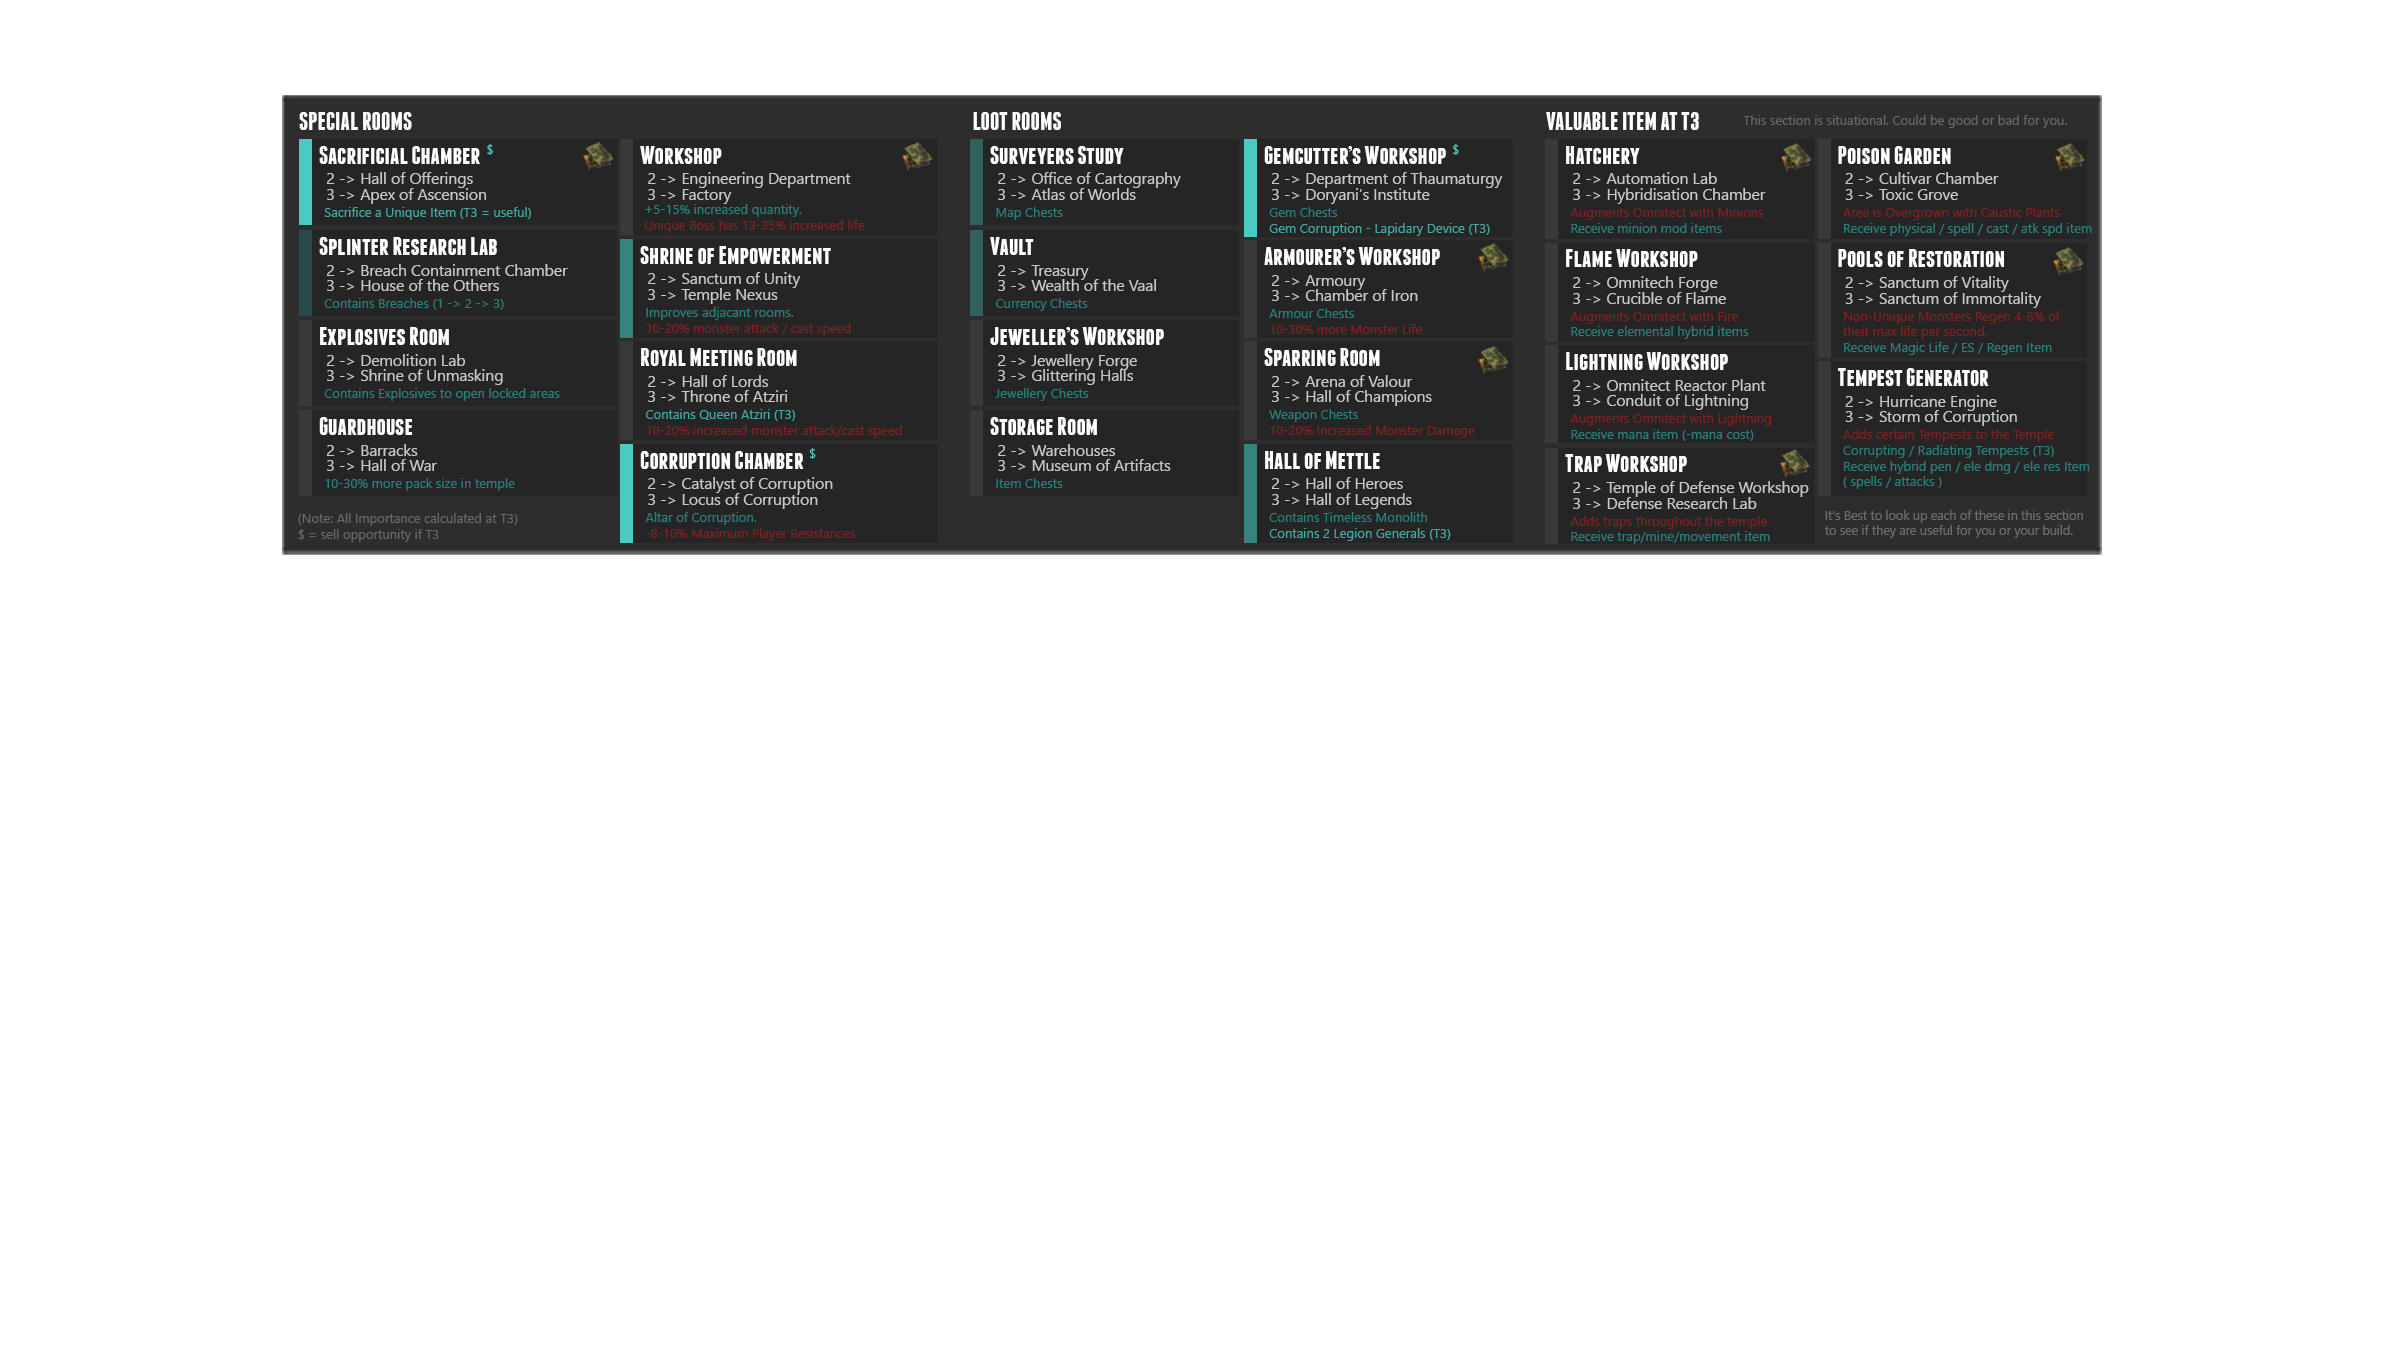 SPECIAL ROOMS
SACRIFICIAL CHAMBER $
2 -> Hall of Offerings
3 -> Apex of Ascension
Sacrifice a Unique Item (T3 = useful)
SPLINTER RESEARCH LAB
2 -> Breach Containment Chamber
3 -> House of the Others
Contains Breaches (1 -> 2 -> 3)
EXPLOSIVES ROOM
2 -> Demolition Lab
3 -> Shrine of Unmasking
Contains Explosives to open locked areas
GUARDHOUSE
2 -> Barracks
3 -> Hall of War
10-30% more pack size in temple
(Note: All Importance calculated at T3)
$ = sell opportunity if T3
WORKSHOP
2 -> Engineering Department
3 -> Factory
+5-15% increased quantity.
Unique Boss has 13-35% increased life
SHRINE OF EMPOWERMENT
2 -> Sanctum of Unity
3 -> Temple Nexus
Improves adjacant rooms.
10-20% monster attack / cast speed
ROYAL MEETING ROOM
2 -> Hall of Lords
3 -> Throne of Atziri
Contains Queen Atziri (T3)
10-20% increased monster attack/cast speed
CORRUPTION CHAMBER $
2 -> Catalyst of Corruption
3 -> Locus of Corruption
Altar of Corruption.
-8-10% Maximum Player Resistances
LOOT ROOMS
SURVEYERS STUDY
2 -> Office of Cartography
3 -> Atlas of Worlds
Map Chests
VAULT
2 -> Treasury
3 -> Wealth of the Vaal
Currency Chests
JEWELLER'S WORKSHOP
2 -> Jewellery Forge
3 -> Glittering Halls
Jewellery Chests
STORAGE ROOM
2 -> Warehouses
3 -> Museum of Artifacts
Item Chests
GEMCUTTER'S WORKSHOP $
2 -> Department of Thaumaturgy
3 -> Doryani's Institute
Gem Chests
Gem Corruption - Lapidary Device (T3)
ARMOURER'S WORKSHOP
2 -> Armoury
3 -> Chamber of Iron
Armour Chests
10-30% more Monster Life
SPARRING ROOM
2 -> Arena of Valour
3 -> Hall of Champions
Weapon Chests
10-20% Increased Monster Damage
HALL OF METTLE
2 -> Hall of Heroes
3 -> Hall of Legends
Contains Timeless Monolith
Contains 2 Legion Generals (T3)
VALUABLE ITEM AT T3
This section is situational. Could be good or bad for you.
HATCHERY
2 -> Automation Lab
3 -> Hybridisation Chamber
Augments Omnitect with Minions
Receive minion mod items
FLAME WORKSHOP
2 -> Omnitech Forge
3 -> Crucible of Flame
Augments Omnitect with Fire
Receive elemental hybrid items
LIGHTNING WORKSHOP
2 -> Omnitect Reactor Plant
3 -> Conduit of Lightning
Augments Omnitect with Lightning
Receive mana item (-mana cost)
TRAP WORKSHOP
2 -> Temple of Defense Workshop
3 -> Defense Research Lab
Adds traps throughout the temple
Receive trap/mine/movement item
POISON GARDEN
2 -> Cultivar Chamber
3 -> Toxic Grove
Area is Overgrown with Caustic Plants
Receive physical / spell / cast / atk spd item
POOLS OF RESTORATION
2 -> Sanctum of Vitality
3 -> Sanctum of Immortality
Non-Unique Monsters Regen 4-8% of
their max life per second.
Receive Magic Life / ES / Regen Item
TEMPEST GENERATOR
2 -> Hurricane Engine
3 -> Storm of Corruption
Adds certain Tempests to the Temple
Corrupting / Radiating Tempests (T3)
Receive hybrid pen / ele dmg / ele res Item
( spells / attacks )
It's Best to look up each of these in this section
to see if they are useful for you or your build.